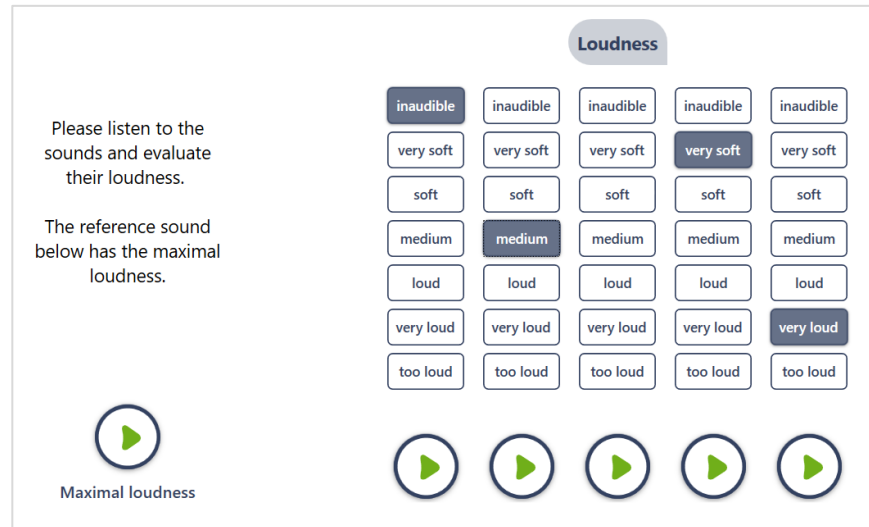 Loudness
Please listen to the
sounds and evaluate
their loudness.
The reference sound
below has the maximal
loudness.
inaudible inaudible inaudible inaudible inaudible
very soft very soft very soft very soft very soft
soft soft soft soft soft
medium medium medium medium medium
loud loud loud loud loud
very loud very loud very loud very loud very loud
too loud too loud too loud too loud too loud
Maximal loudness